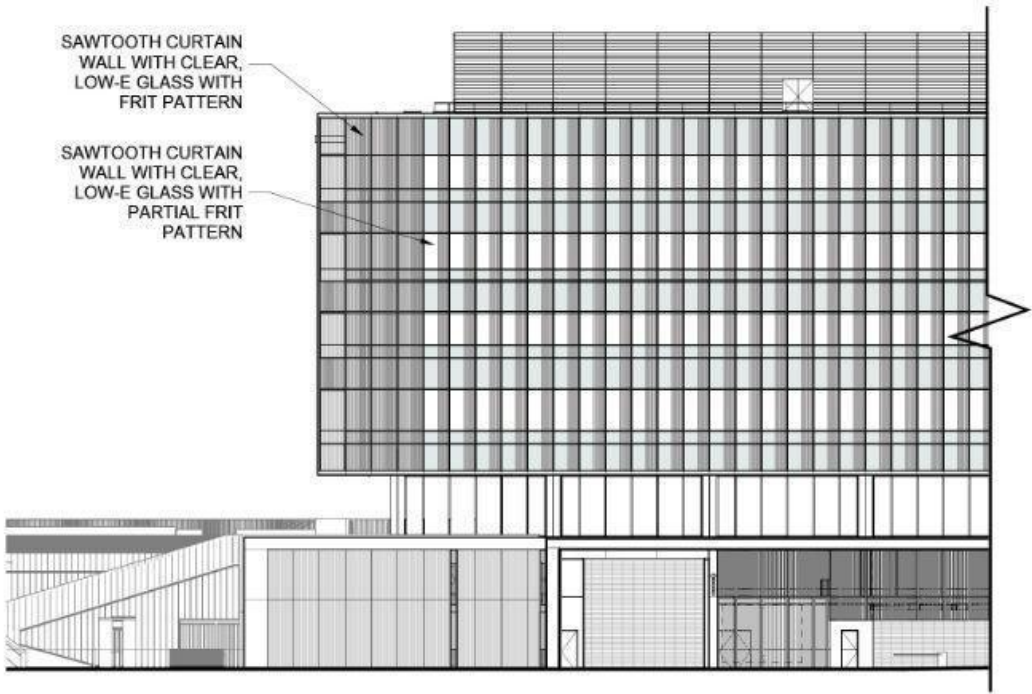 SAWTOOTH CURTAIN
WALL WITH CLEAR,
LOW-E GLASS WITH
FRIT PATTERN
SAWTOOTH CURTAIN
WALL WITH CLEAR,
LOW-E GLASS WITH
PARTIAL FRIT
PATTERN